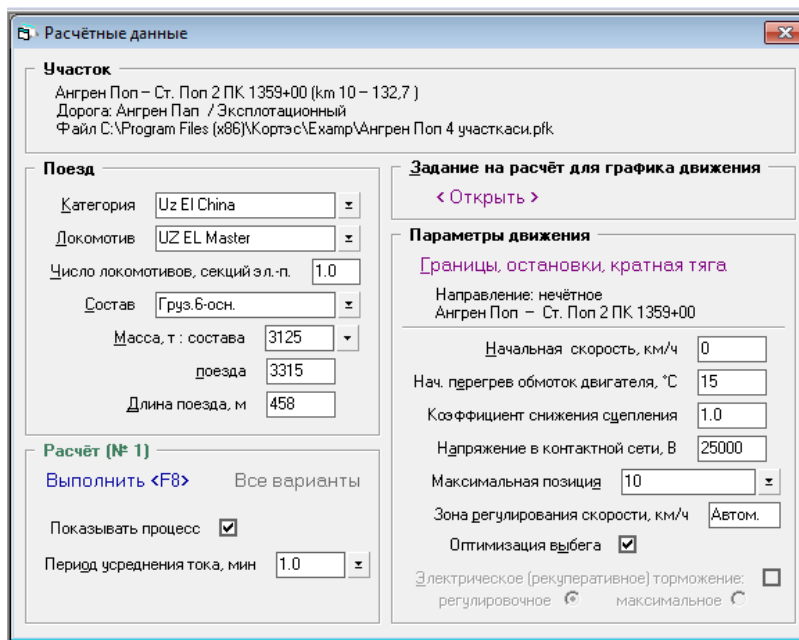 Расчётные данные
Участок
Ангрен Поп – Ст. Поп 2 ПК 1359+00 (km 10 – 132,7 )
Дорога: Ангрен Пап / Эксплотационный
Файл C:\Program Files (x86)\Кортэс\Examp\Ангрен Поп 4 участкаси.pfk
Поезд
Категория Uz El China
Локомотив UZ EL Master
Число локомотивов, секций эл.-п. 1.0
Состав Груз.6-осн.
Масса, т : состава 3125
поезда 3315
Длина поезда, м 458
Расчёт (№ 1)
Выполнить <F8> Все варианты
Показывать процесс
Период усреднения тока, мин 1.0
Задание на расчёт для графика движения
< Открыть >
Параметры движения
Границы, остановки, кратная тяга
Направление: нечётное
Ангрен Поп – Ст. Поп 2 ПК 1359+00
Начальная скорость, км/ч 0
Нач. перегрев обмоток двигателя, °С 15
Коэффициент снижения сцепления 1.0
Напряжение в контактной сети, В 25000
Максимальная позиция 10
Зона регулирования скорости, км/ч Автом.
Оптимизация выбега
Электрическое (рекуперативное) торможение:
регулировочное максимальное